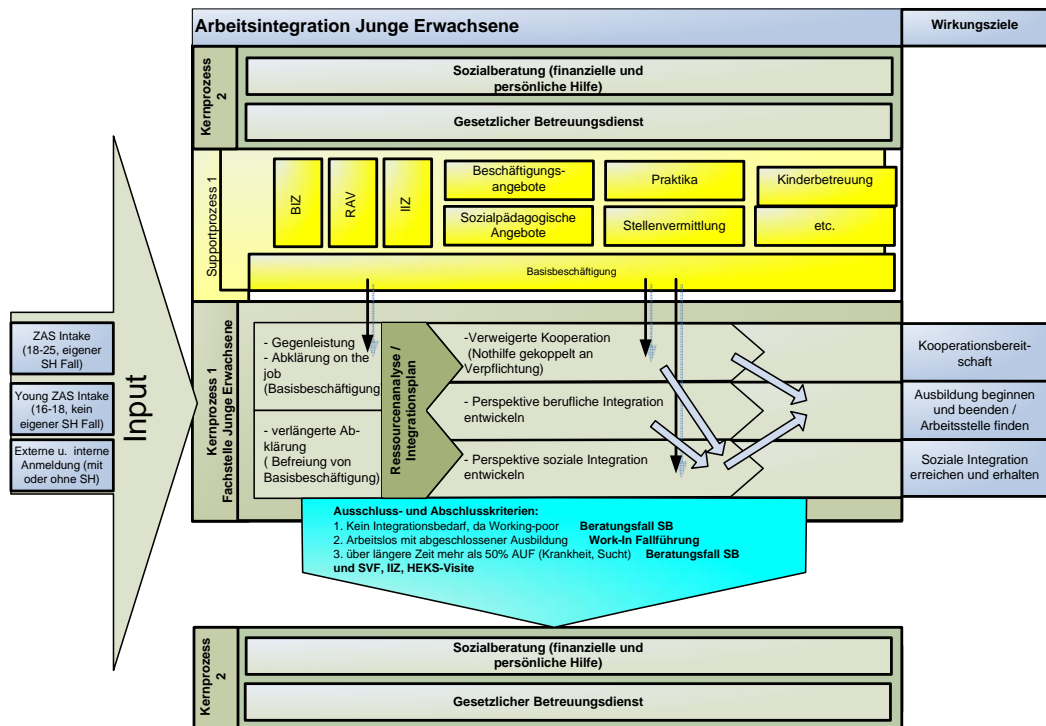 Arbeitsintegration Junge Erwachsene
Wirkungsziele
Kernprozess
2
Sozialberatung (finanzielle und
persönliche Hilfe)
Gesetzlicher Betreuungsdienst
Supportprozess 1
BIZ
RAV
IIZ
Beschäftigungs-
angebote
Praktika
Kinderbetreuung
Sozialpädagogische
Angebote
Stellenvermittlung
etc.
Basisbeschäftigung
Input
ZAS Intake
(18-25, eigener
SH Fall)
Young ZAS Intake
(16-18, kein
eigener SH Fall)
Externe u. interne
Anmeldung (mit
oder ohne SH)
Kernprozess 1
Fachstelle Junge Erwachsene
- Gegenleistung
- Abklärung on the
job
(Basisbeschäftigung)
- verlängerte Ab-
klärung
( Befreiung von
Basisbeschäftigung)
Ressourcenanalyse /
Integrationsplan
-Verweigerte Kooperation
(Nothilfe gekoppelt an
Verpflichtung)
- Perspektive berufliche Integration
entwickeln
- Perspektive soziale Integration
entwickeln
Kooperationsbereit-
schaft
Ausbildung beginnen
und beenden /
Arbeitsstelle finden
Soziale Integration
erreichen und erhalten
Ausschluss- und Abschlusskriterien:
1. Kein Integrationsbedarf, da Working-poor Beratungsfall SB
2. Arbeitslos mit abgeschlossener Ausbildung Work-In Fallführung
3. über längere Zeit mehr als 50% AUF (Krankheit, Sucht) Beratungsfall SB
und SVF, IIZ, HEKS-Visite
Kernprozess
2
Sozialberatung (finanzielle und
persönliche Hilfe)
Gesetzlicher Betreuungsdienst